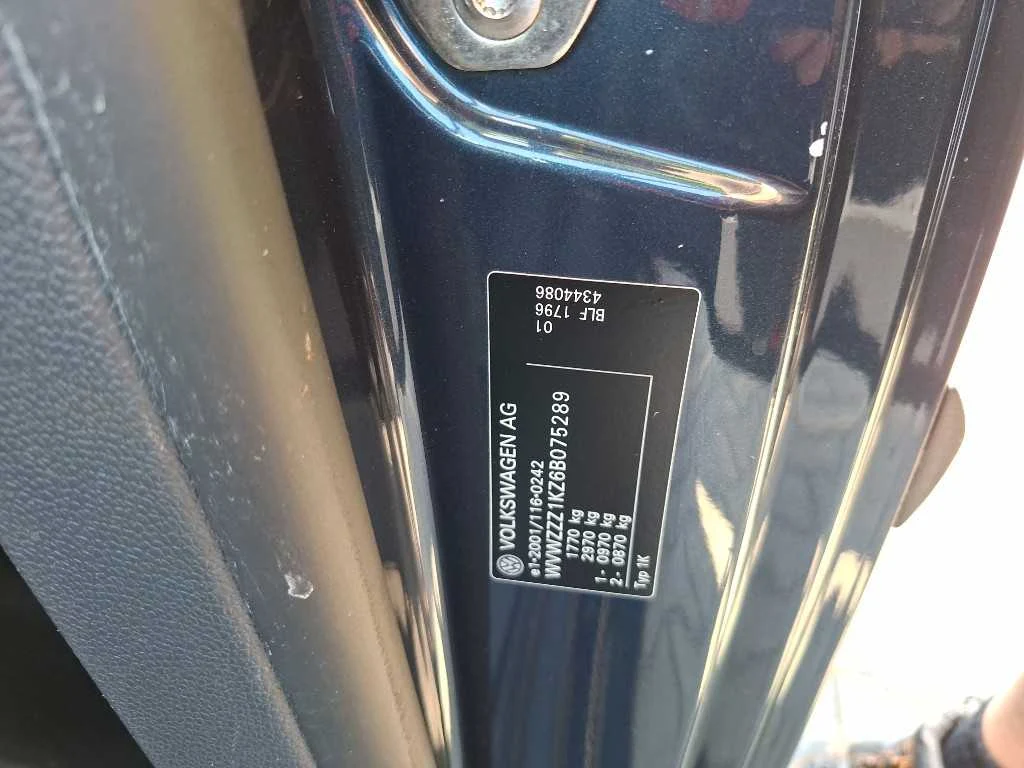 VOLKSWAGEN AG
e1*2001/116*0242
WVWZZZ1KZ6B075289
1770 kg
2970 kg
1- 0970 kg
2- 0870 kg
Typ 1K
4344086
BLF 1796
01